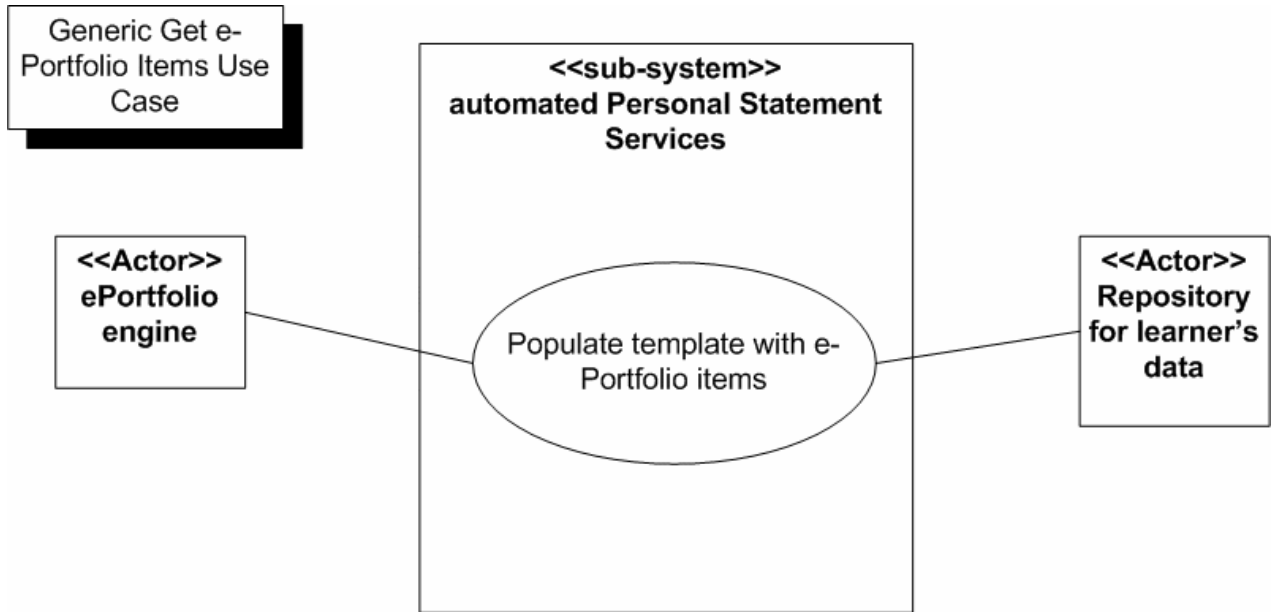 Generic Get e-
Portfolio Items Use
Case
<<sub-system>>
automated Personal Statement
Services
<<Actor>>
ePortfolio
engine
Populate template with e-
Portfolio items
<<Actor>>
Repository
for learner's
data